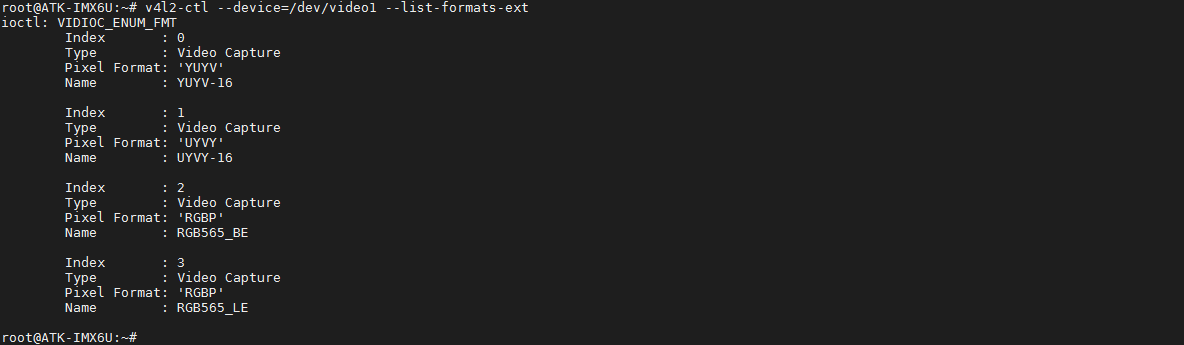 root@ATK-IMX6U:~# v4l2-ctl --device=/dev/video1 --list-formats-ext
ioctl: VIDIOC_ENUM_FMT
        Index       : 0
        Type        : Video Capture
        Pixel Format: 'YUYV'
        Name        : YUYV-16

        Index       : 1
        Type        : Video Capture
        Pixel Format: 'UYVY'
        Name        : UYVY-16

        Index       : 2
        Type        : Video Capture
        Pixel Format: 'RGBP'
        Name        : RGB565_BE

        Index       : 3
        Type        : Video Capture
        Pixel Format: 'RGBP'
        Name        : RGB565_LE

root@ATK-IMX6U:~#